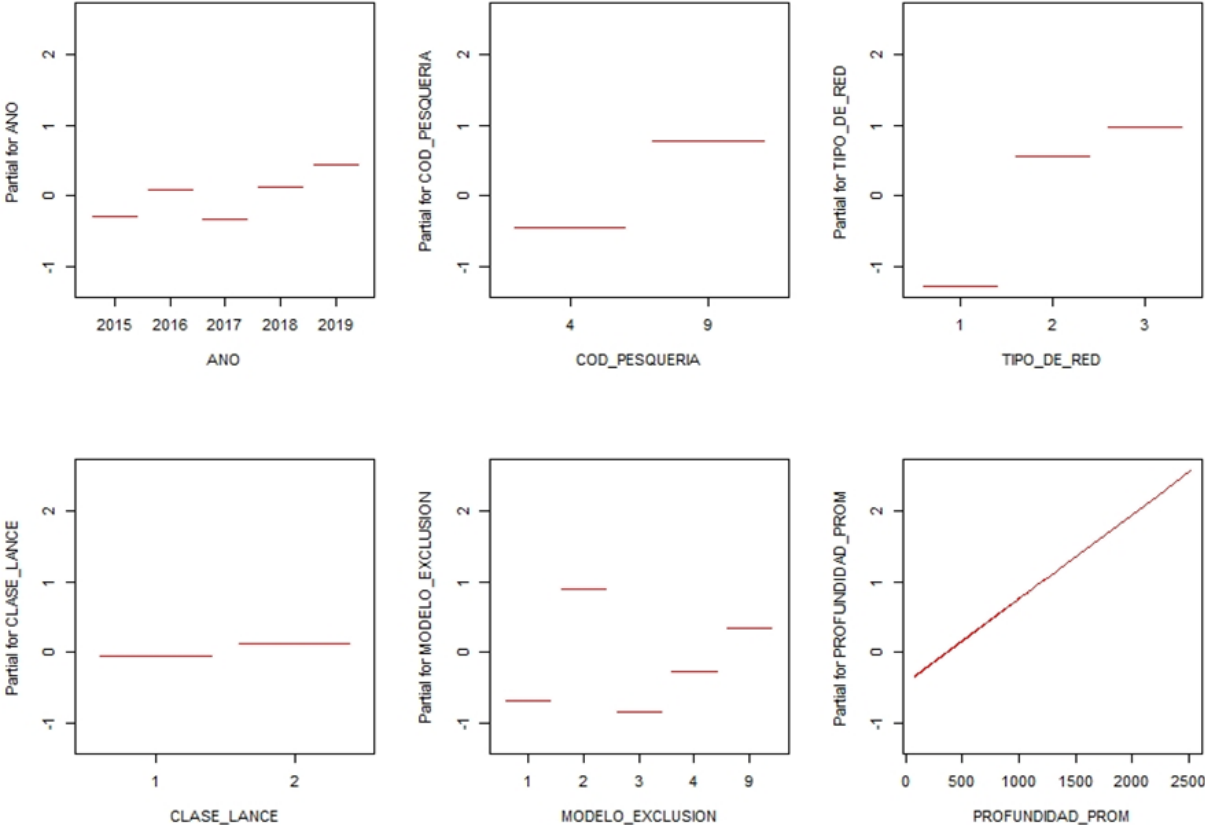 Partial for ANO
2
1
0
-1
2015 2016 2017 2018 2019
ANO
Partial for COD_PESQUERIA
2
1
0
-1
4 9
COD_PESQUERIA
Partial for TIPO_DE_RED
2
1
0
-1
1 2 3
TIPO_DE_RED
Partial for CLASE_LANCE
2
1
0
-1
1 2
CLASE_LANCE
Partial for MODELO_EXCLUSION
2
1
0
-1
1 2 3 4 9
MODELO_EXCLUSION
Partial for PROFUNDIDAD_PROM
2
1
0
-1
0 500 1000 1500 2000 2500
PROFUNDIDAD_PROM